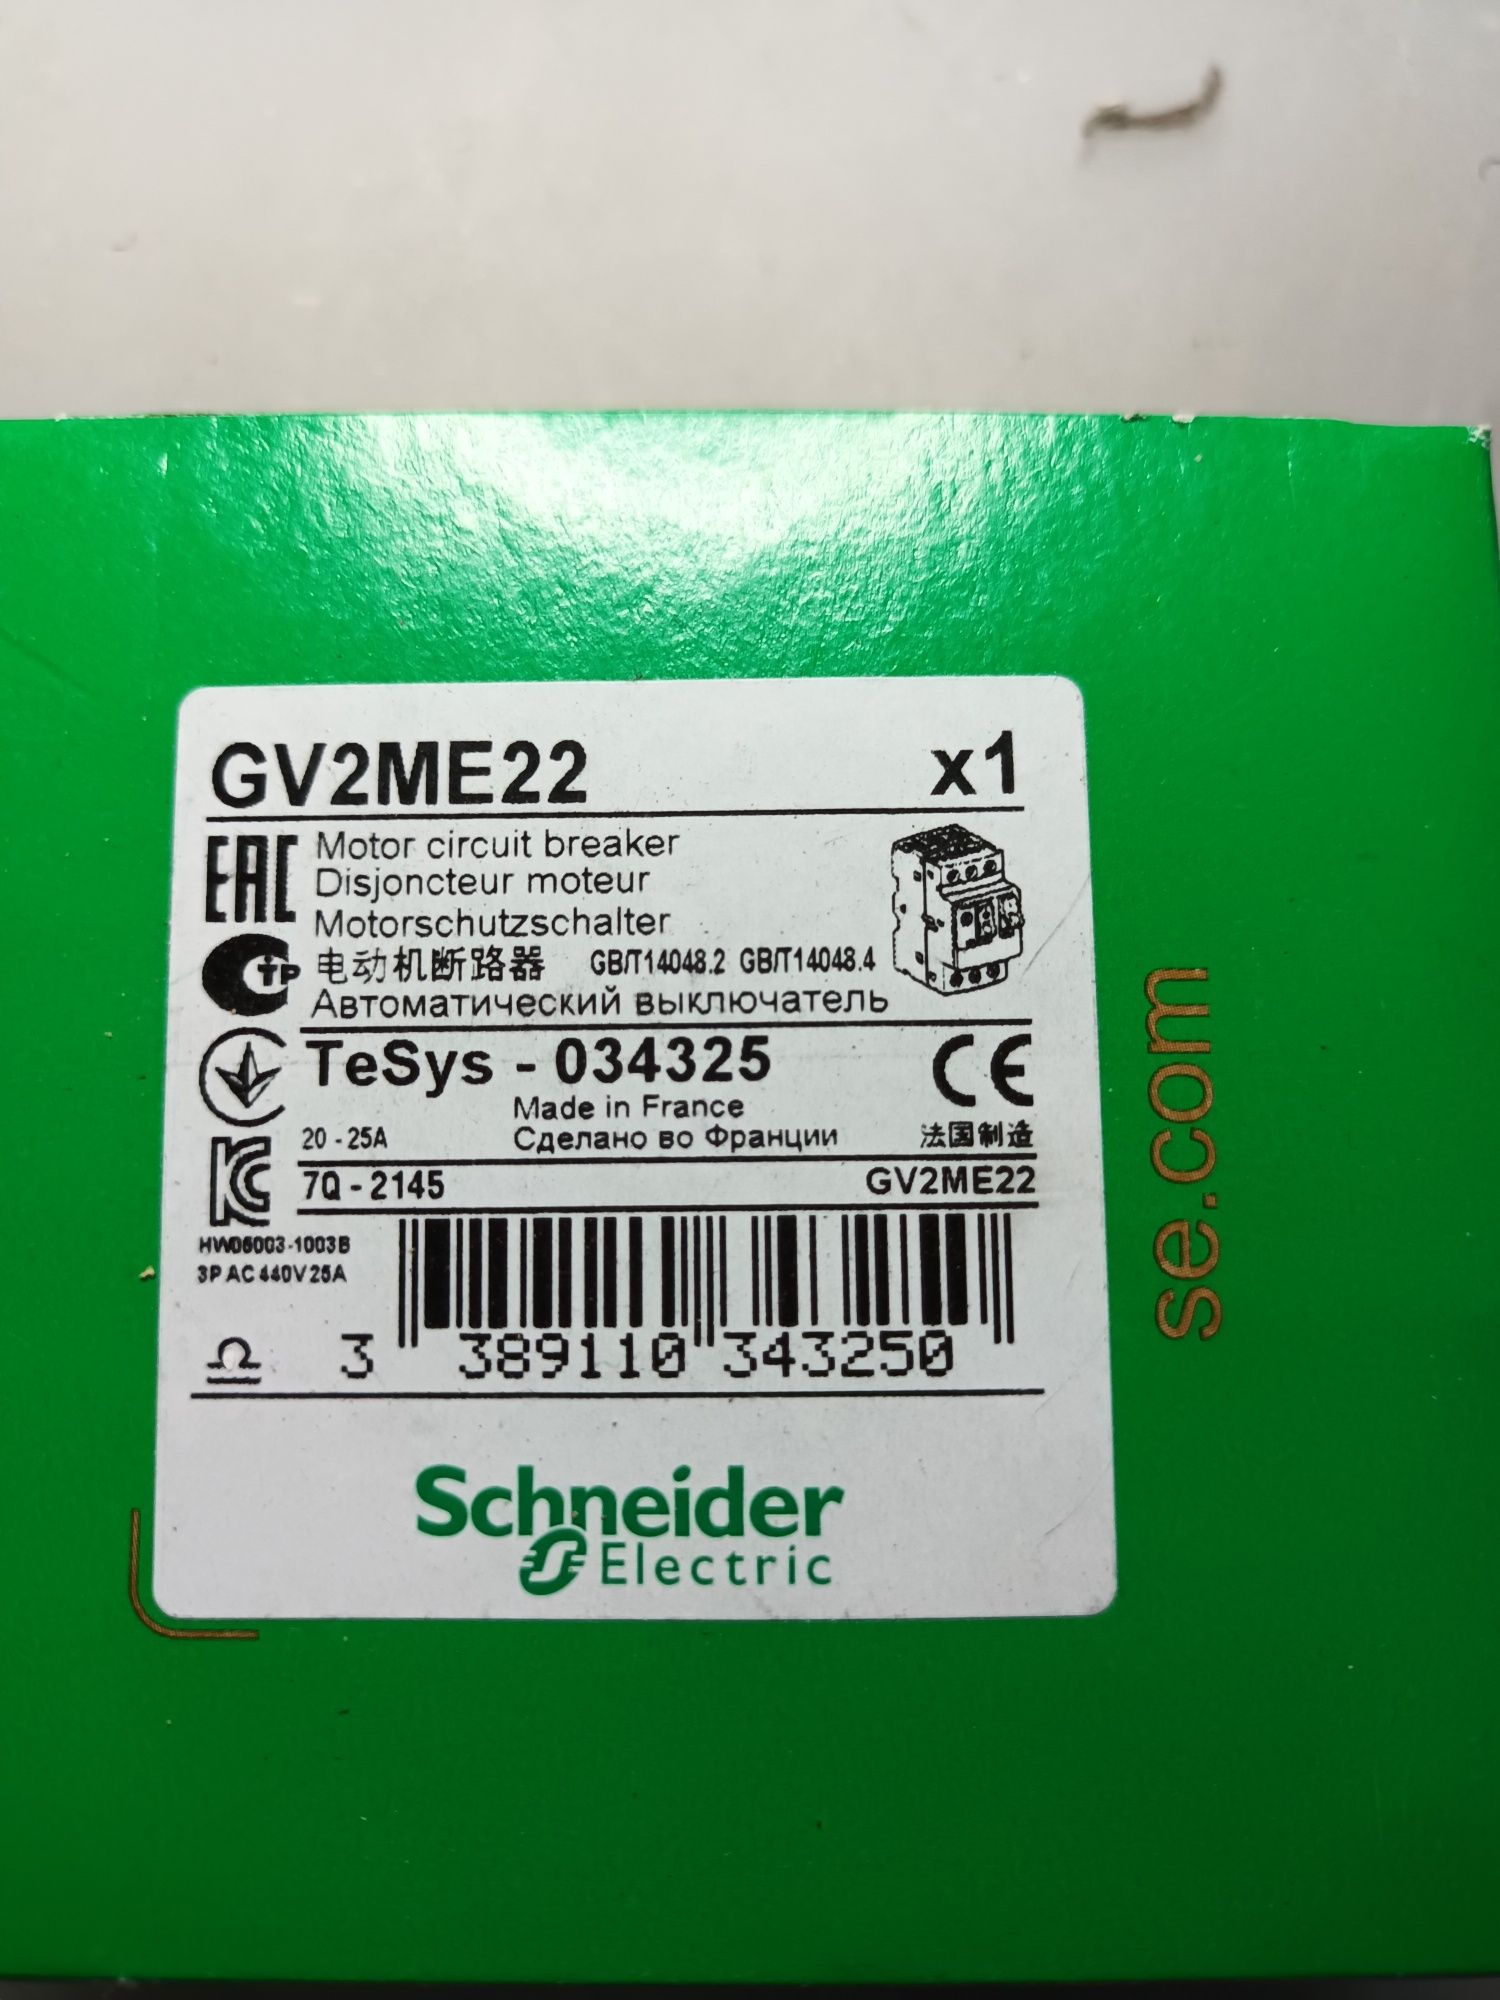 GV2ME22 x1
EAC
Motor circuit breaker
Disjoncteur moteur
Motorschutzschalter
电动机断路器 GB/T14048.2 GB/T14048.4
Автоматический выключатель
TeSys - 034325 CE
Made in France
20 - 25A Сделано во Франции 法国制造
7Q - 2145 GV2ME22
HW06003-1003B
3P AC 440V 25A
3 389110 343250
Schneider
Electric
se.com